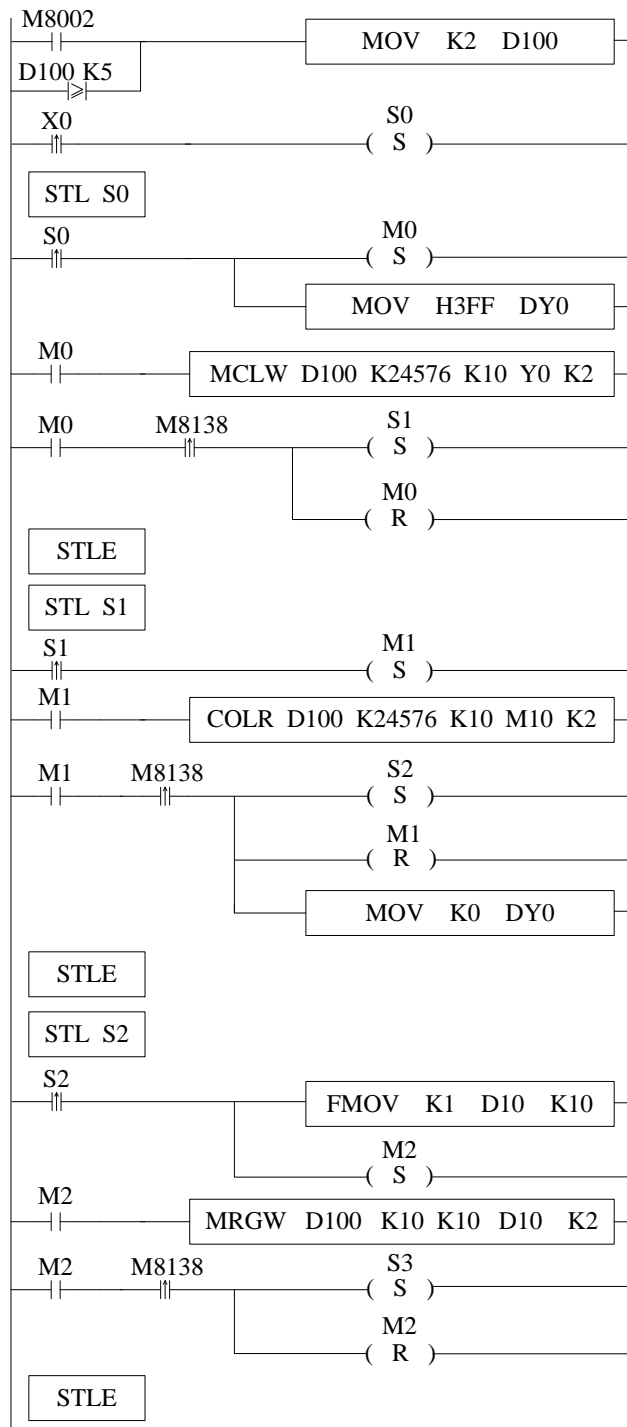 M8002
MOV K2 D100
D100 K5
⩾
X0 S0
S
STL S0
S0 M0
S
MOV H3FF DY0
M0
MCLW D100 K24576 K10 Y0 K2
M0 M8138 S1
S
M0
R
STLE
STL S1
S1 M1
S
M1
COLR D100 K24576 K10 M10 K2
M1 M8138 S2
S
M1
R
MOV K0 DY0
STLE
STL S2
S2
FMOV K1 D10 K10
M2
S
M2
MRGW D100 K10 K10 D10 K2
M2 M8138 S3
S
M2
R
STLE